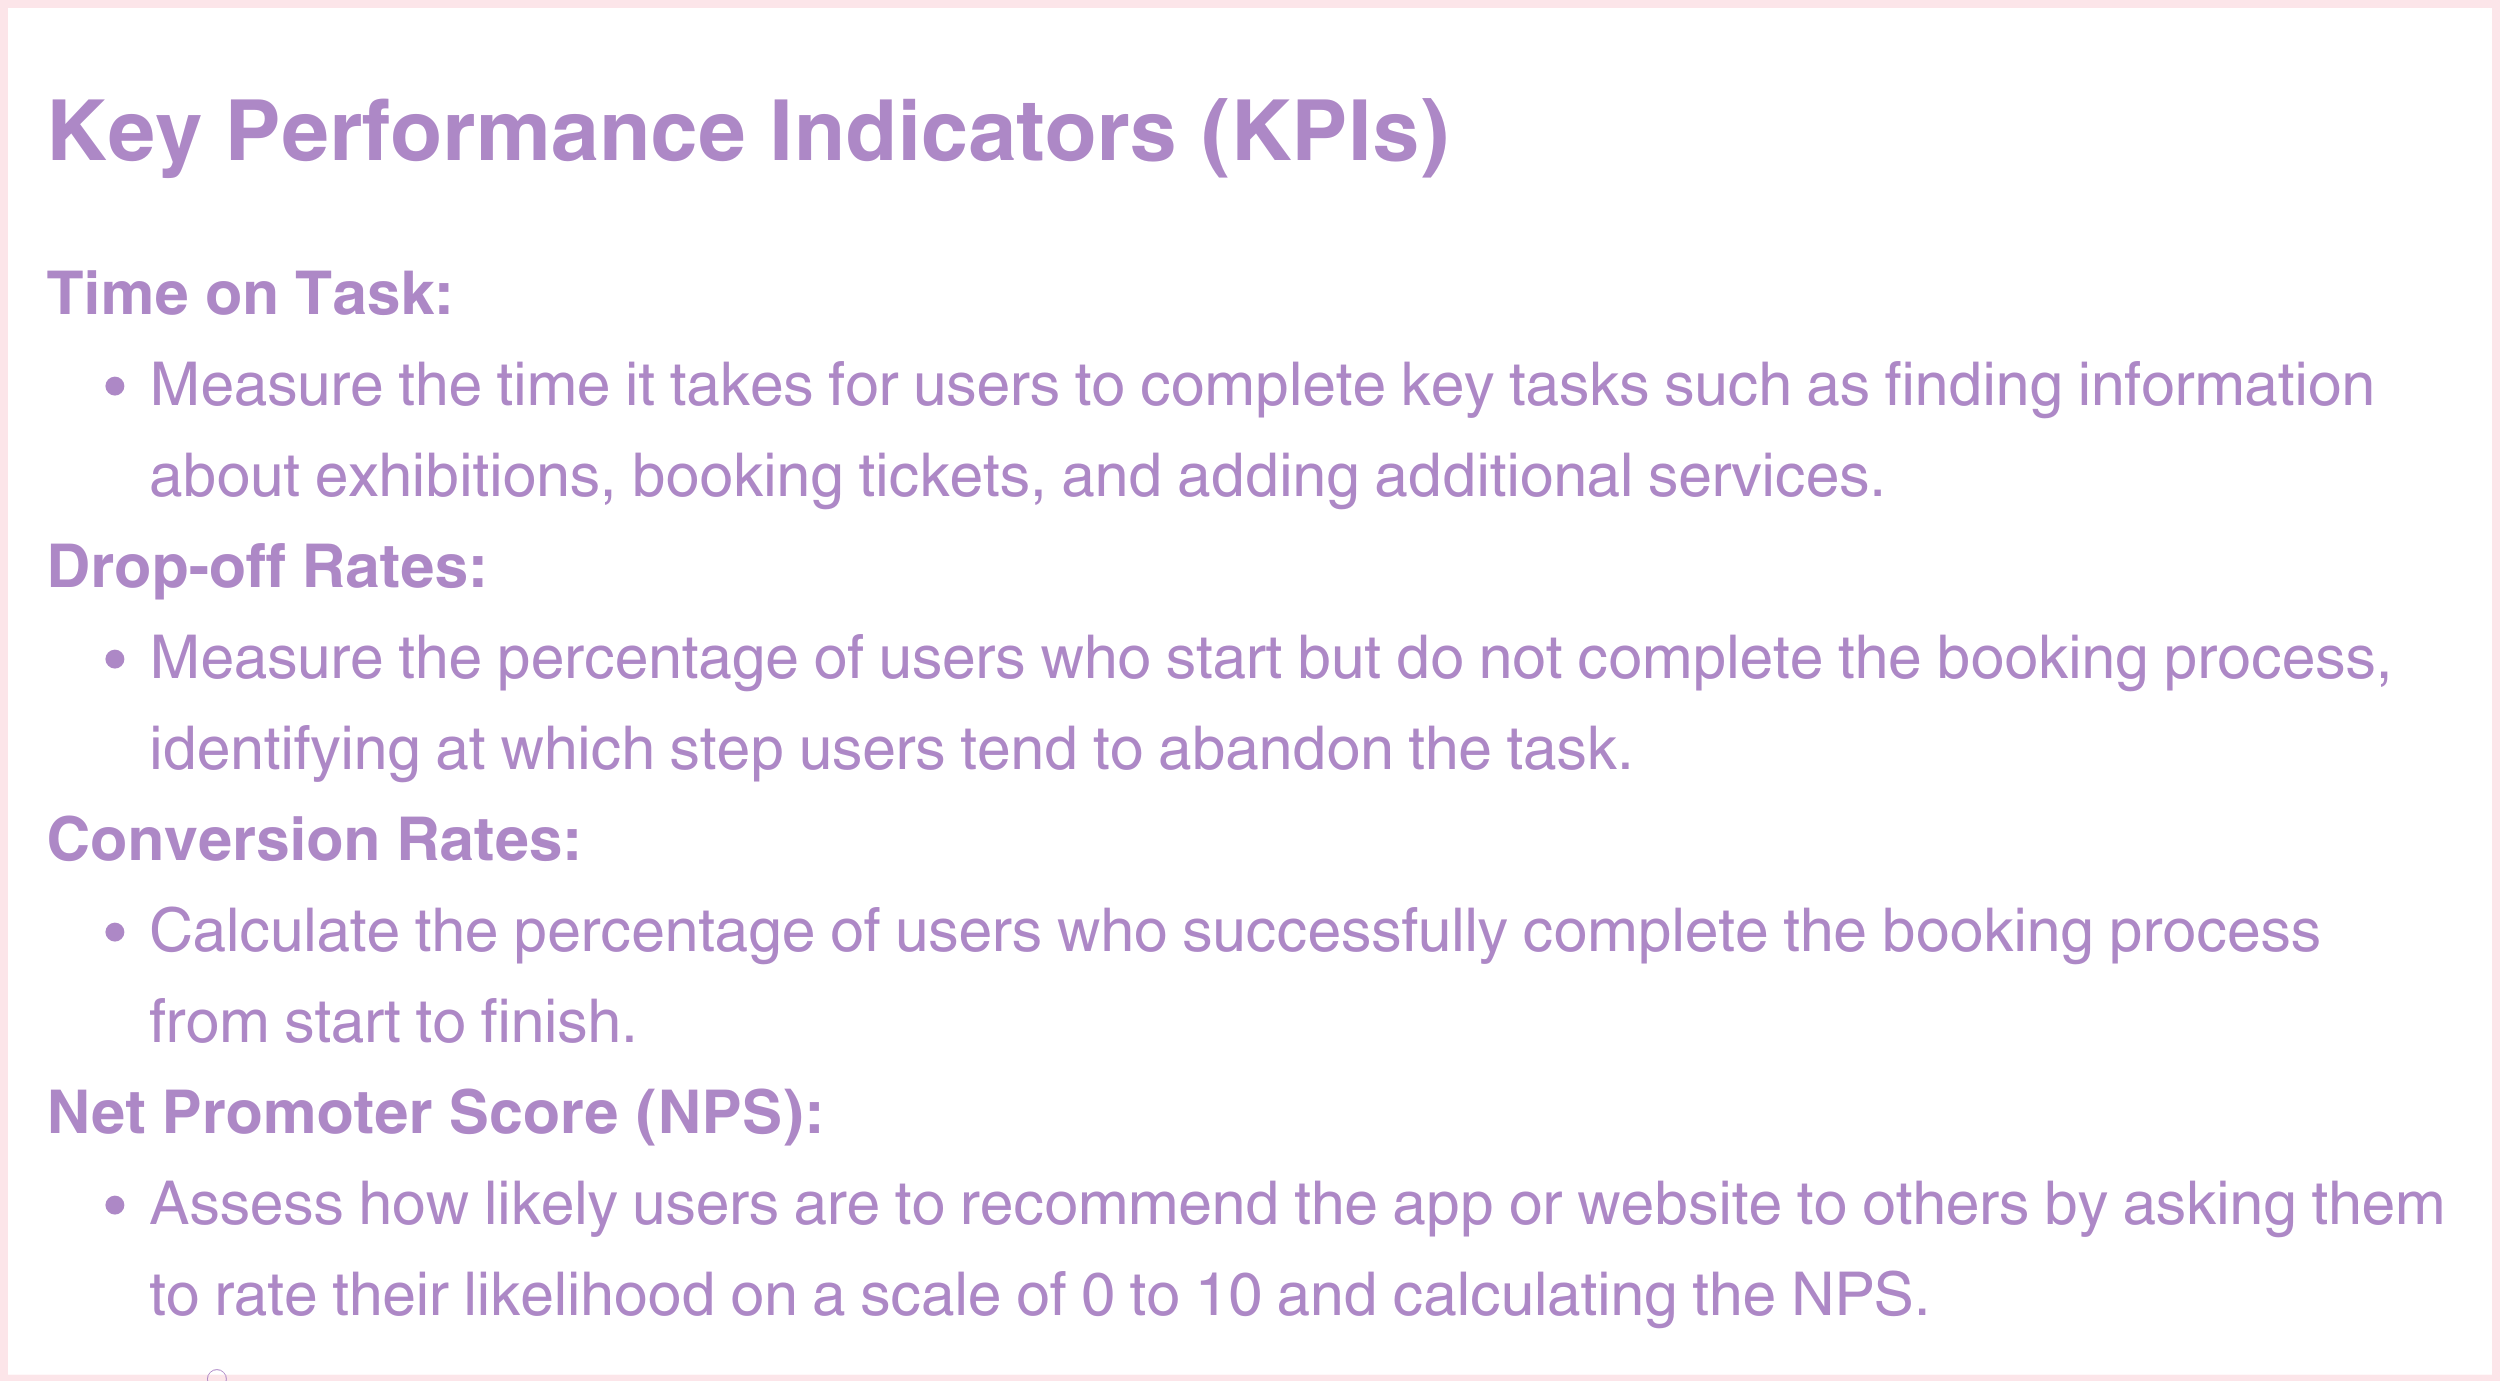 Key Performance Indicators (KPIs)
Time on Task:
• Measure the time it takes for users to complete key tasks such as finding information
about exhibitions, booking tickets, and adding additional services.
Drop-off Rates:
• Measure the percentage of users who start but do not complete the booking process,
identifying at which step users tend to abandon the task.
Conversion Rates:
• Calculate the percentage of users who successfully complete the booking process
from start to finish.
Net Promoter Score (NPS):
• Assess how likely users are to recommend the app or website to others by asking them
to rate their likelihood on a scale of 0 to 10 and calculating the NPS.